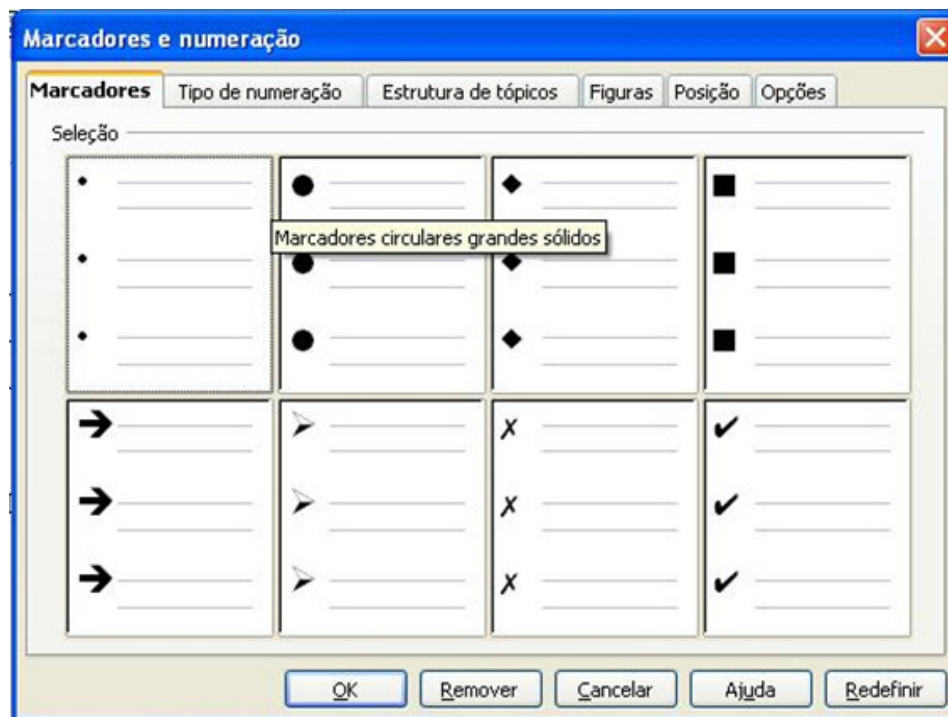 Marcadores e numeração
Marcadores Tipo de numeração Estrutura de tópicos Figuras Posição Opções
Seleção
Marcadores circulares grandes sólidos
OK Remover Cancelar Ajuda Redefinir